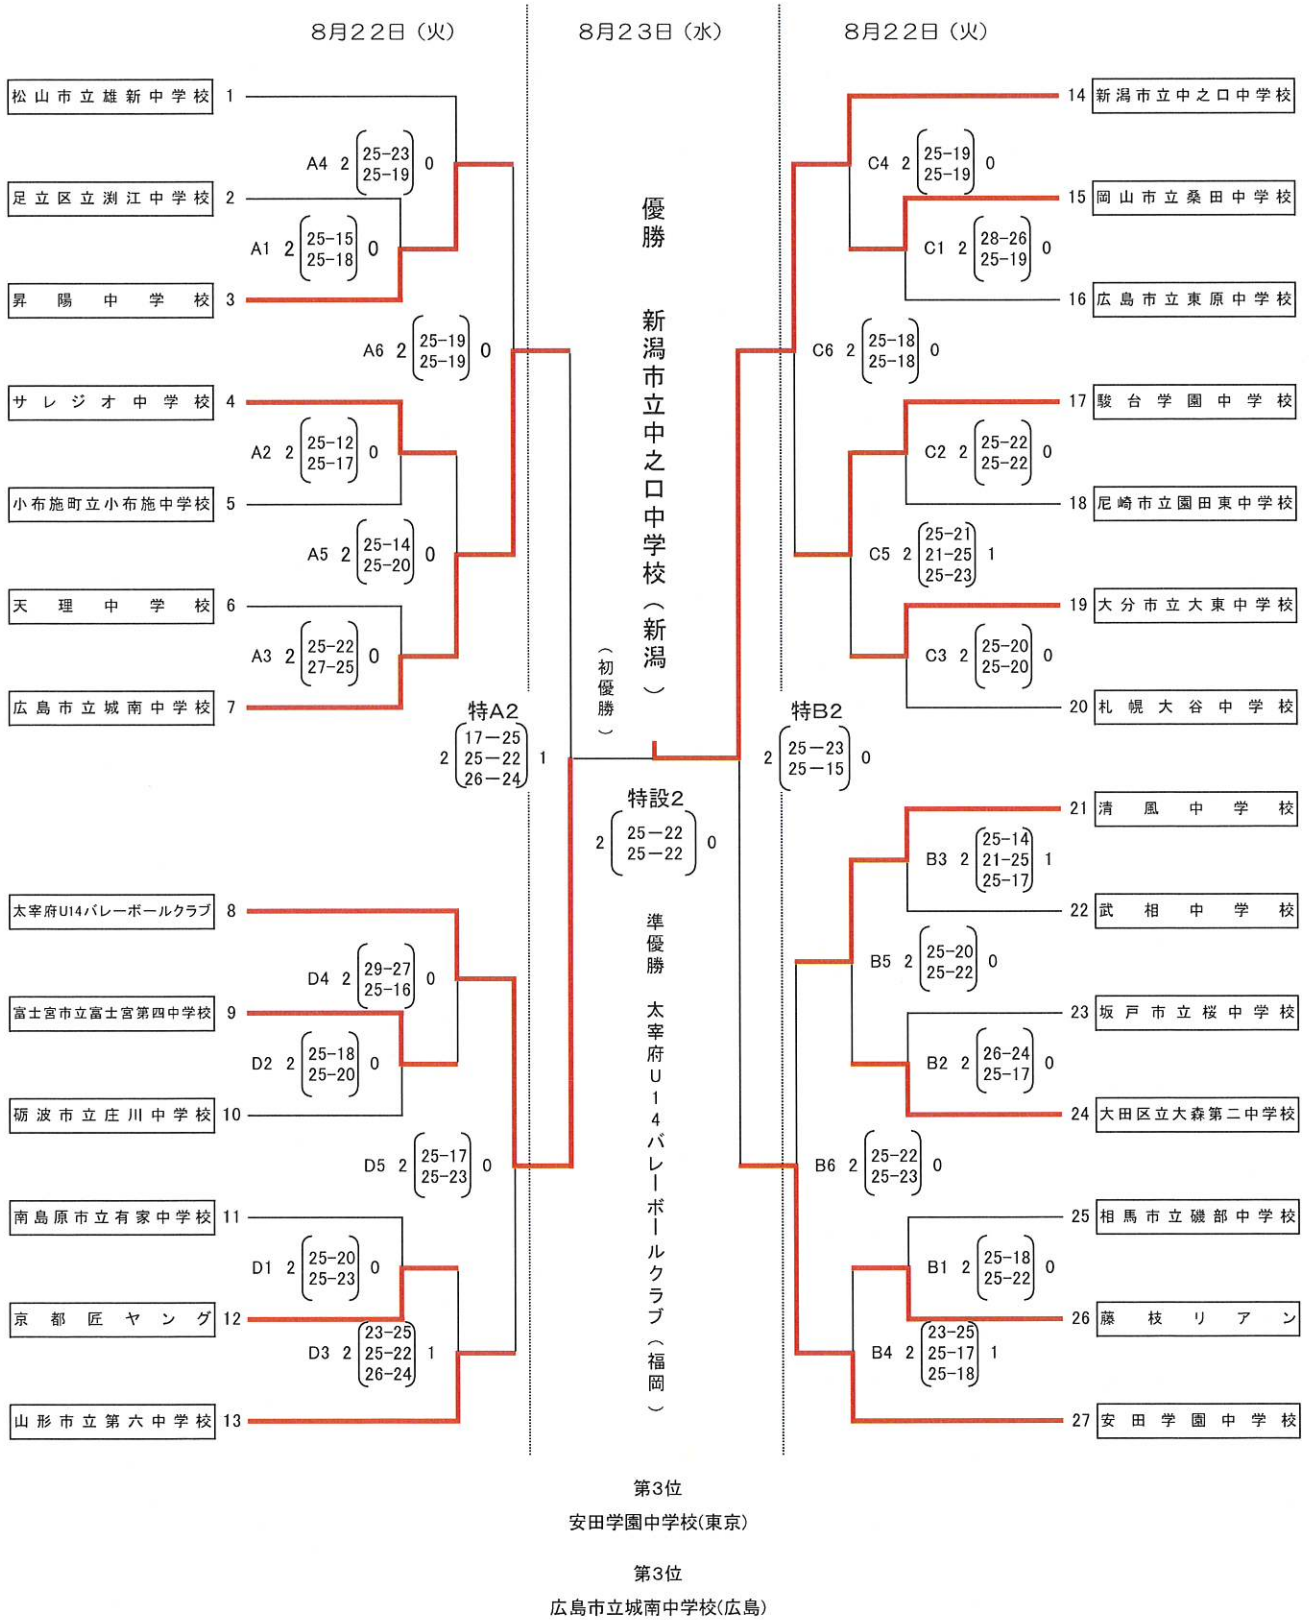 8月22日（火）
8月23日（水）
8月22日（火）
松山市立雄新中学校 1
A4 2 25-23 0
25-19
足立区立渕江中学校 2
A1 2 25-15 0
25-18
昇陽中学校 3
A6 2 25-19 0
25-19
サレジオ中学校 4
A2 2 25-12 0
25-17
小布施町立小布施中学校 5
A5 2 25-14 0
25-20
天理中学校 6
A3 2 25-22 0
27-25
広島市立城南中学校 7
特A2
17－25
2 25－22 1
26－24
太宰府U14バレーボールクラブ 8
D4 2 29-27 0
25-16
富士宮市立富士宮第四中学校 9
D2 2 25-18 0
25-20
砺波市立庄川中学校 10
D5 2 25-17 0
25-23
南島原市立有家中学校 11
D1 2 25-20 0
25-23
京都匠ヤング 12
23-25
D3 2 25-22 1
26-24
山形市立第六中学校 13
優勝 新潟市立中之口中学校（新潟）
（初優勝）
特設2
2 25－22 0
25－22
準優勝 太宰府U14バレーボールクラブ（福岡）
14 新潟市立中之口中学校
C4 2 25-19 0
25-19
15 岡山市立桑田中学校
C1 2 28-26 0
25-19
16 広島市立東原中学校
C6 2 25-18 0
25-18
17 駿台学園中学校
C2 2 25-22 0
25-22
18 尼崎市立園田東中学校
25-21
C5 2 21-25 1
25-23
19 大分市立大東中学校
C3 2 25-20 0
25-20
20 札幌大谷中学校
特B2
2 25－23 0
25－15
21 清風中学校
25-14
B3 2 21-25 1
25-17
22 武相中学校
B5 2 25-20 0
25-22
23 坂戸市立桜中学校
B2 2 26-24 0
25-17
24 大田区立大森第二中学校
B6 2 25-22 0
25-23
25 相馬市立磯部中学校
B1 2 25-18 0
25-22
26 藤枝リアン
23-25
B4 2 25-17 1
25-18
27 安田学園中学校
第3位
安田学園中学校(東京)
第3位
広島市立城南中学校(広島)